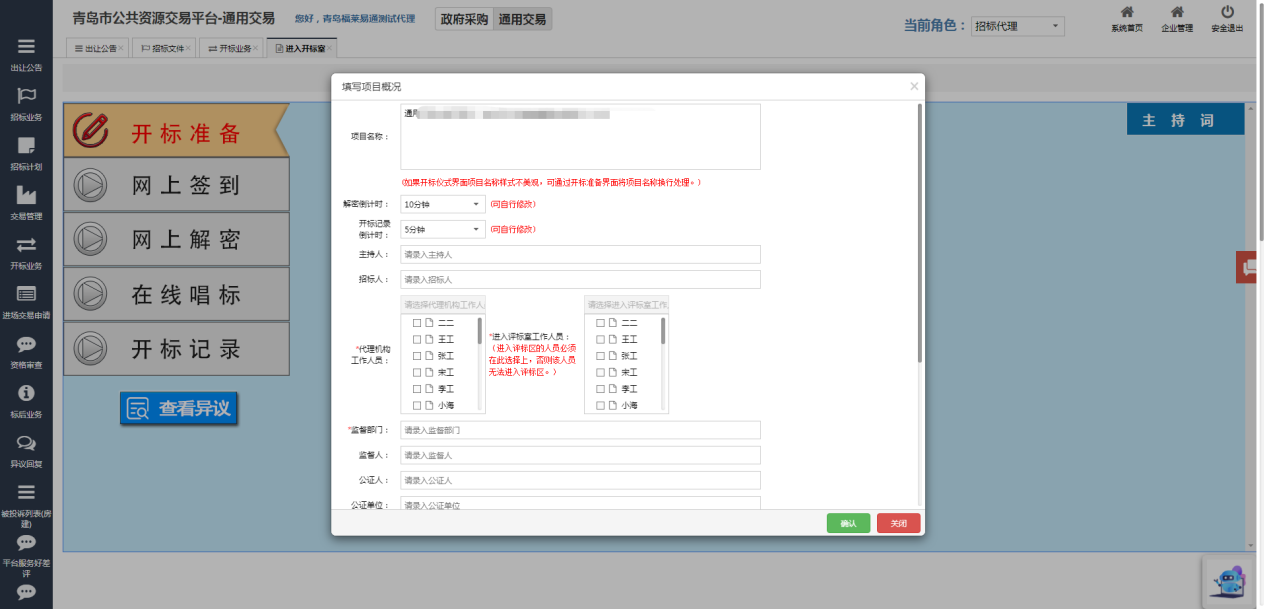 青岛市公共资源交易平台-通用交易
您好，青岛福莱易通测试代理
政府采购 通用交易
当前角色： 招标代理
系统首页 企业管理 安全退出
出让公告× 招标文件× 开标业务× 进入开标室×
出让公告
招标业务
招标计划
交易管理
开标业务
进场交易申请
资格审查
标后业务
异议回复
被投诉列表(房
建)
平台服务好差
评
开标准备
网上签到
网上解密
在线唱标
开标记录
查看异议
主持词
填写项目概况 ×
项目名称： 通用
(如果开标仪式界面项目名称样式不美观，可通过开标准备界面将项目名称换行处理。)
解密倒计时： 10分钟 (可自行修改)
开标记录
倒计时： 5分钟 (可自行修改)
主持人： 请录入主持人
招标人： 请录入招标人
*代理机构
工作人员：
请选择代理机构工作人
二二
王工
张工
宋工
李工
小海
*进入评标室工作人员：
（进入评标区的人员必须
在此选择上，否则该人员
无法进入评标区。）
请选择进入评标室工作
二二
王工
张工
宋工
李工
小海
*监督部门： 请录入监督部门
监督人： 请录入监督人
公证人： 请录入公证人
公证单位： 请录入公证单位
确认 关闭